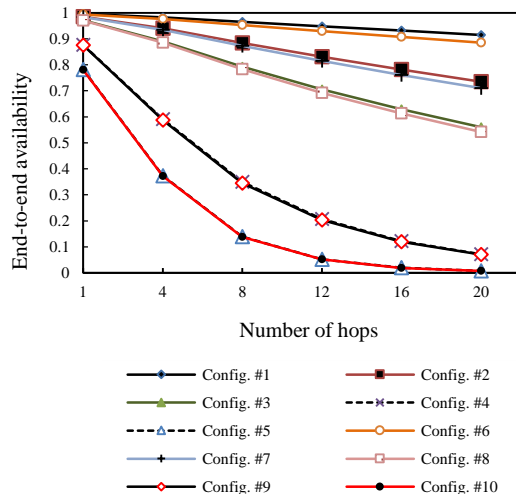 1
0.9
0.8
0.7
0.6
0.5
0.4
0.3
0.2
0.1
0
End-to-end availability
1 4 8 12 16 20
Number of hops
Config. #1 Config. #2
Config. #3 Config. #4
Config. #5 Config. #6
Config. #7 Config. #8
Config. #9 Config. #10